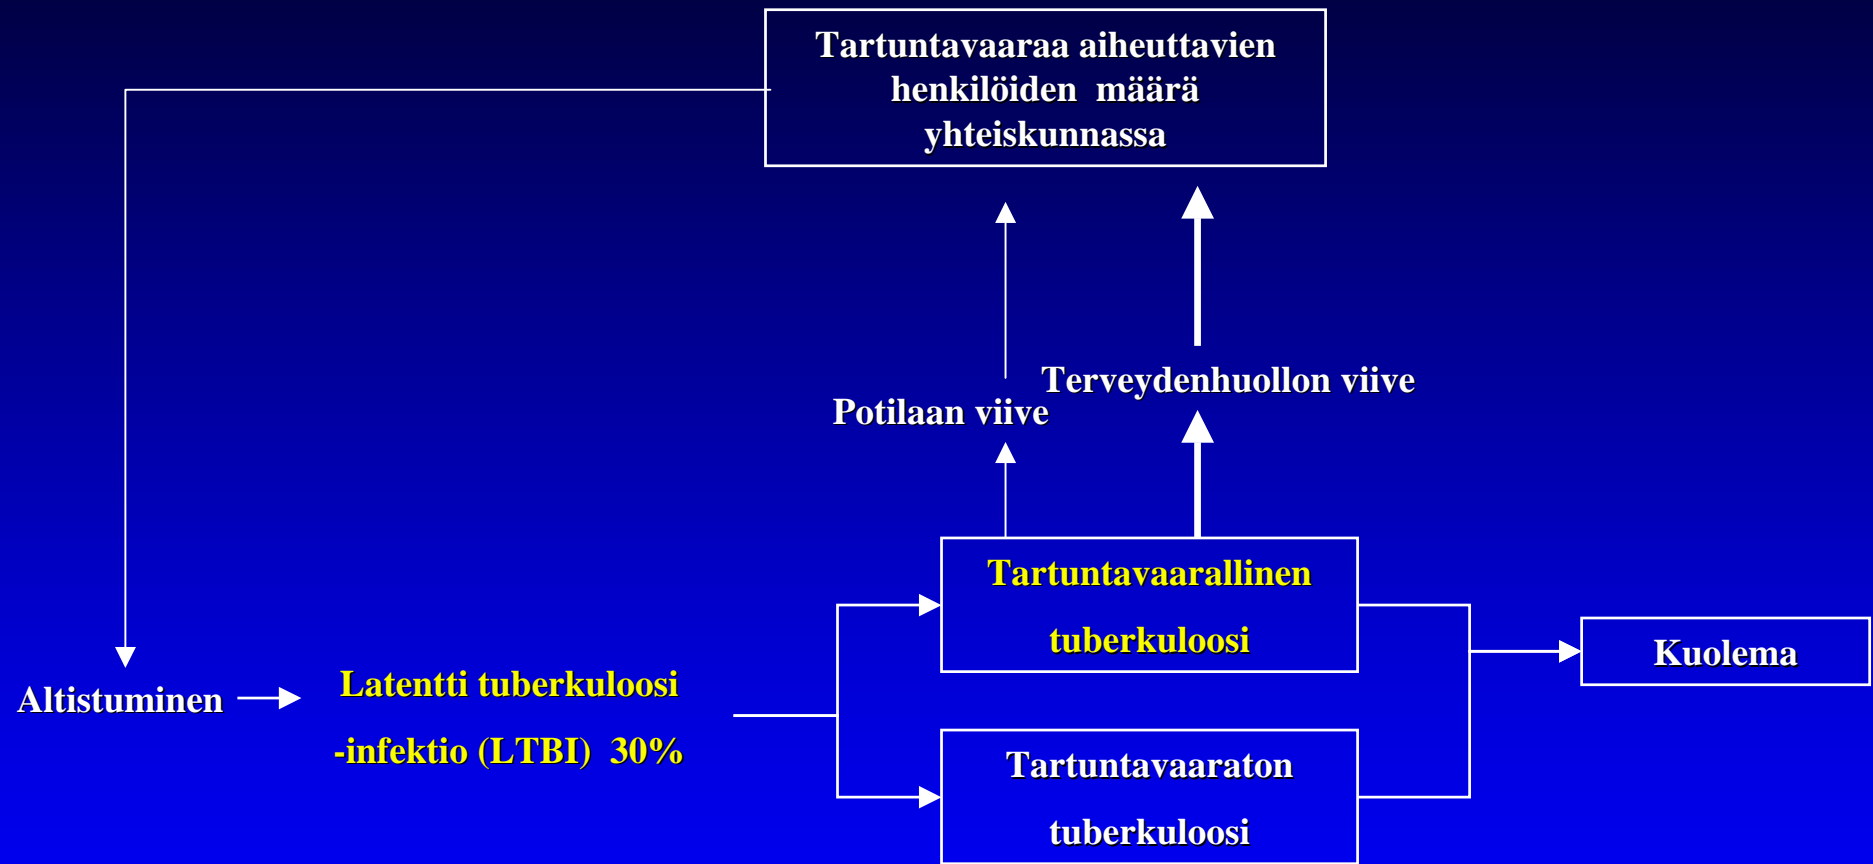 Tartuntavaaraa aiheuttavien
henkilöiden määrä
yhteiskunnassa
Terveydenhuollon viive
Potilaan viive
Tartuntavaarallinen
tuberkuloosi
Kuolema
Altistuminen
Latentti tuberkuloosi
-infektio (LTBI) 30%
Tartuntavaaraton
tuberkuloosi